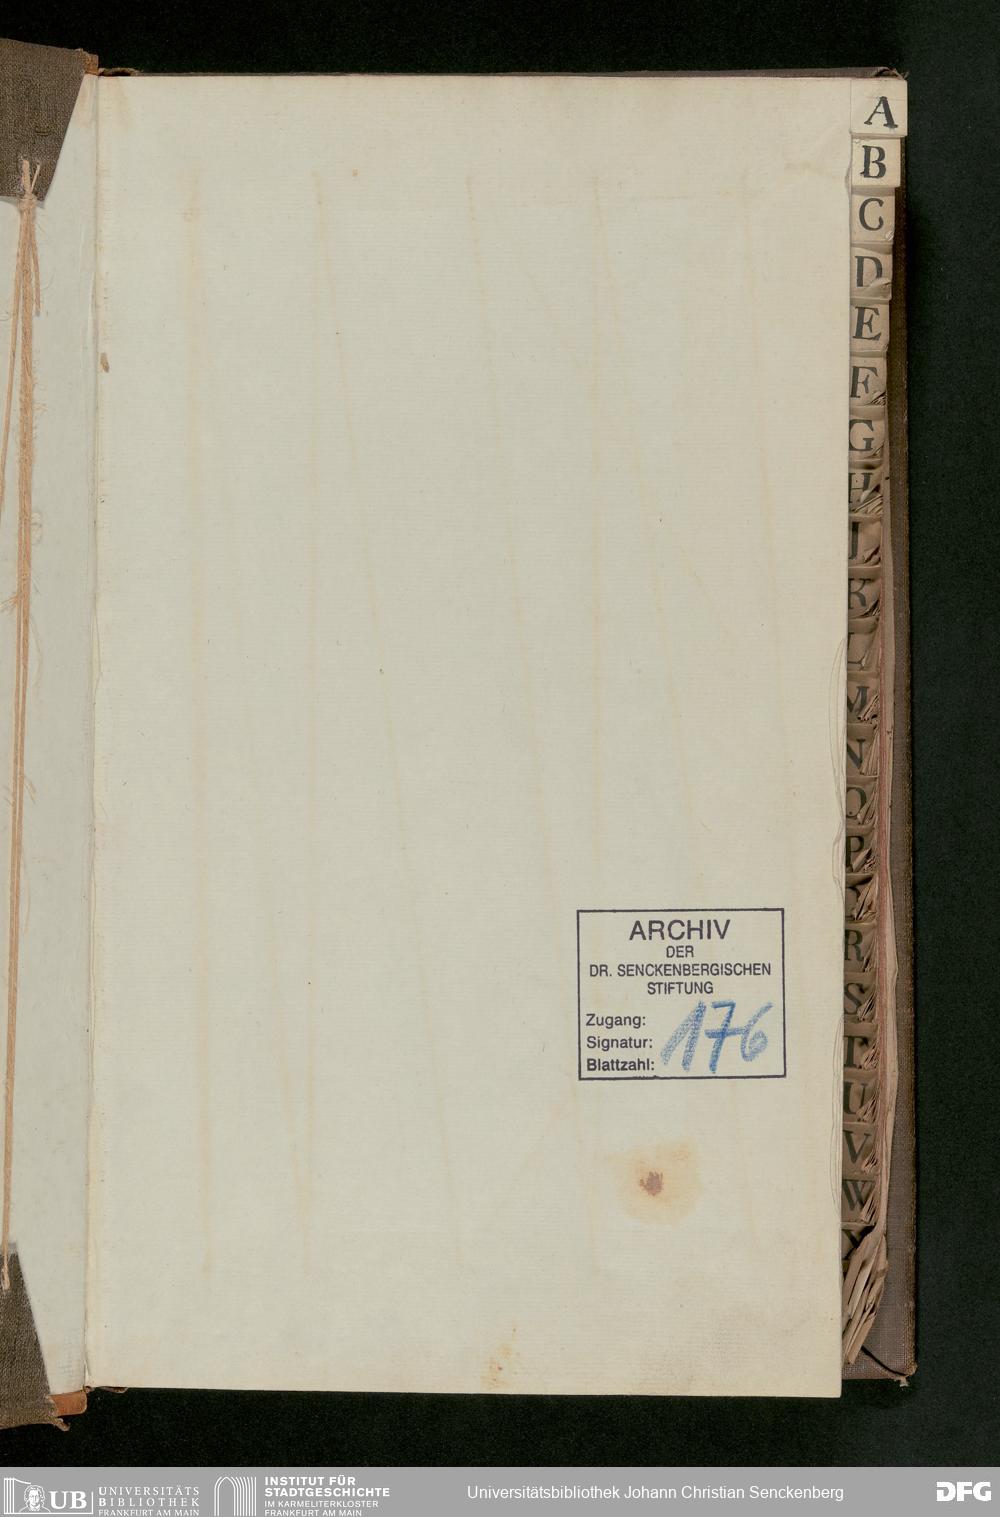 A
B
C
D
E
F
G
H
J
K
L
M
N
O
P
R
S
T
U
V
W
ARCHIV
DER
DR. SENCKENBERGISCHEN
STIFTUNG
Zugang:
Signatur: 176
Blattzahl:
UB
UNIVERSITÄTS
BIBLIOTHEK
FRANKFURT AM MAIN
INSTITUT FÜR
STADTGESCHICHTE
IM KARMELITERKLOSTER
FRANKFURT AM MAIN
Universitätsbibliothek Johann Christian Senckenberg
DFG